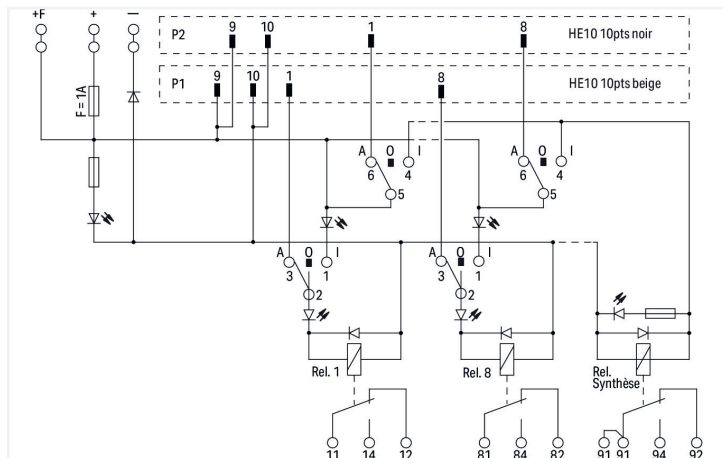 +F + —
P2 9 10 1 8 HE10 10pts noir
P1 9 10 1 8 HE10 10pts beige
F = 1A
A O I A O I
6 4 6 4
5 5
A O I A O I
3 1 3 1
2 2
Rel. 1 Rel. 8 Rel.
Synthèse
11 14 12 81 84 82 91 91 94 92